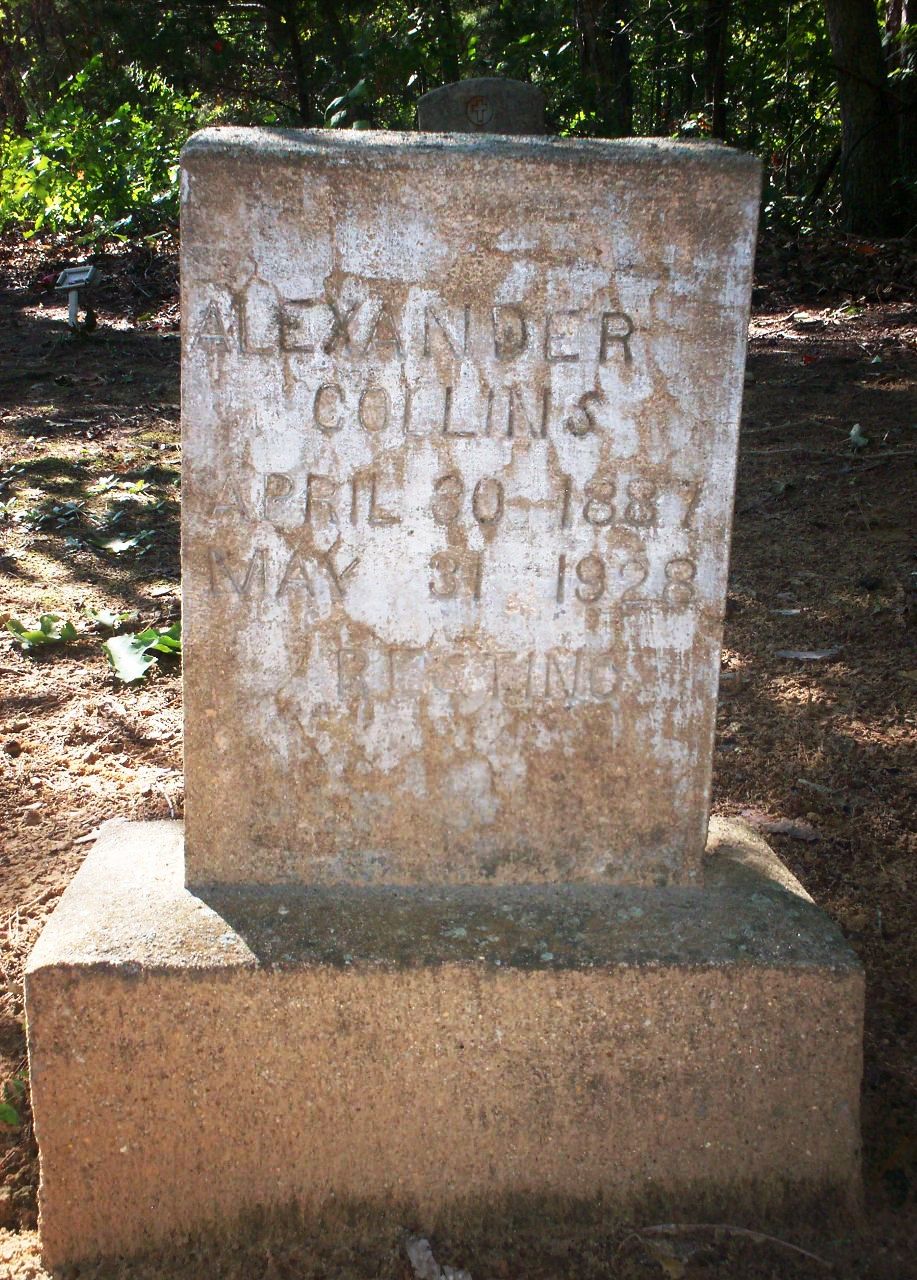 ALEXANDER
COLLINS
APRIL 30-1887
MAY 31 1928
RESTING